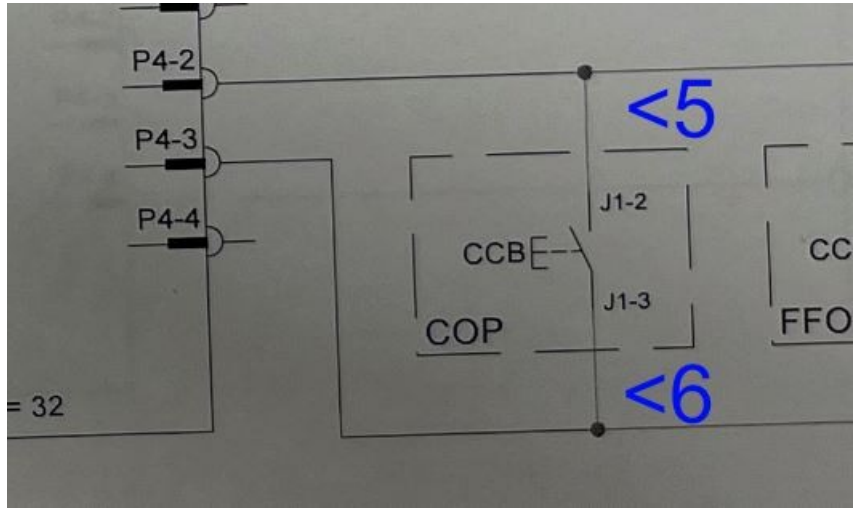 P4-2
<5
P4-3
J1-2
P4-4
CCB
CC
J1-3
COP
FFO
<6
= 32